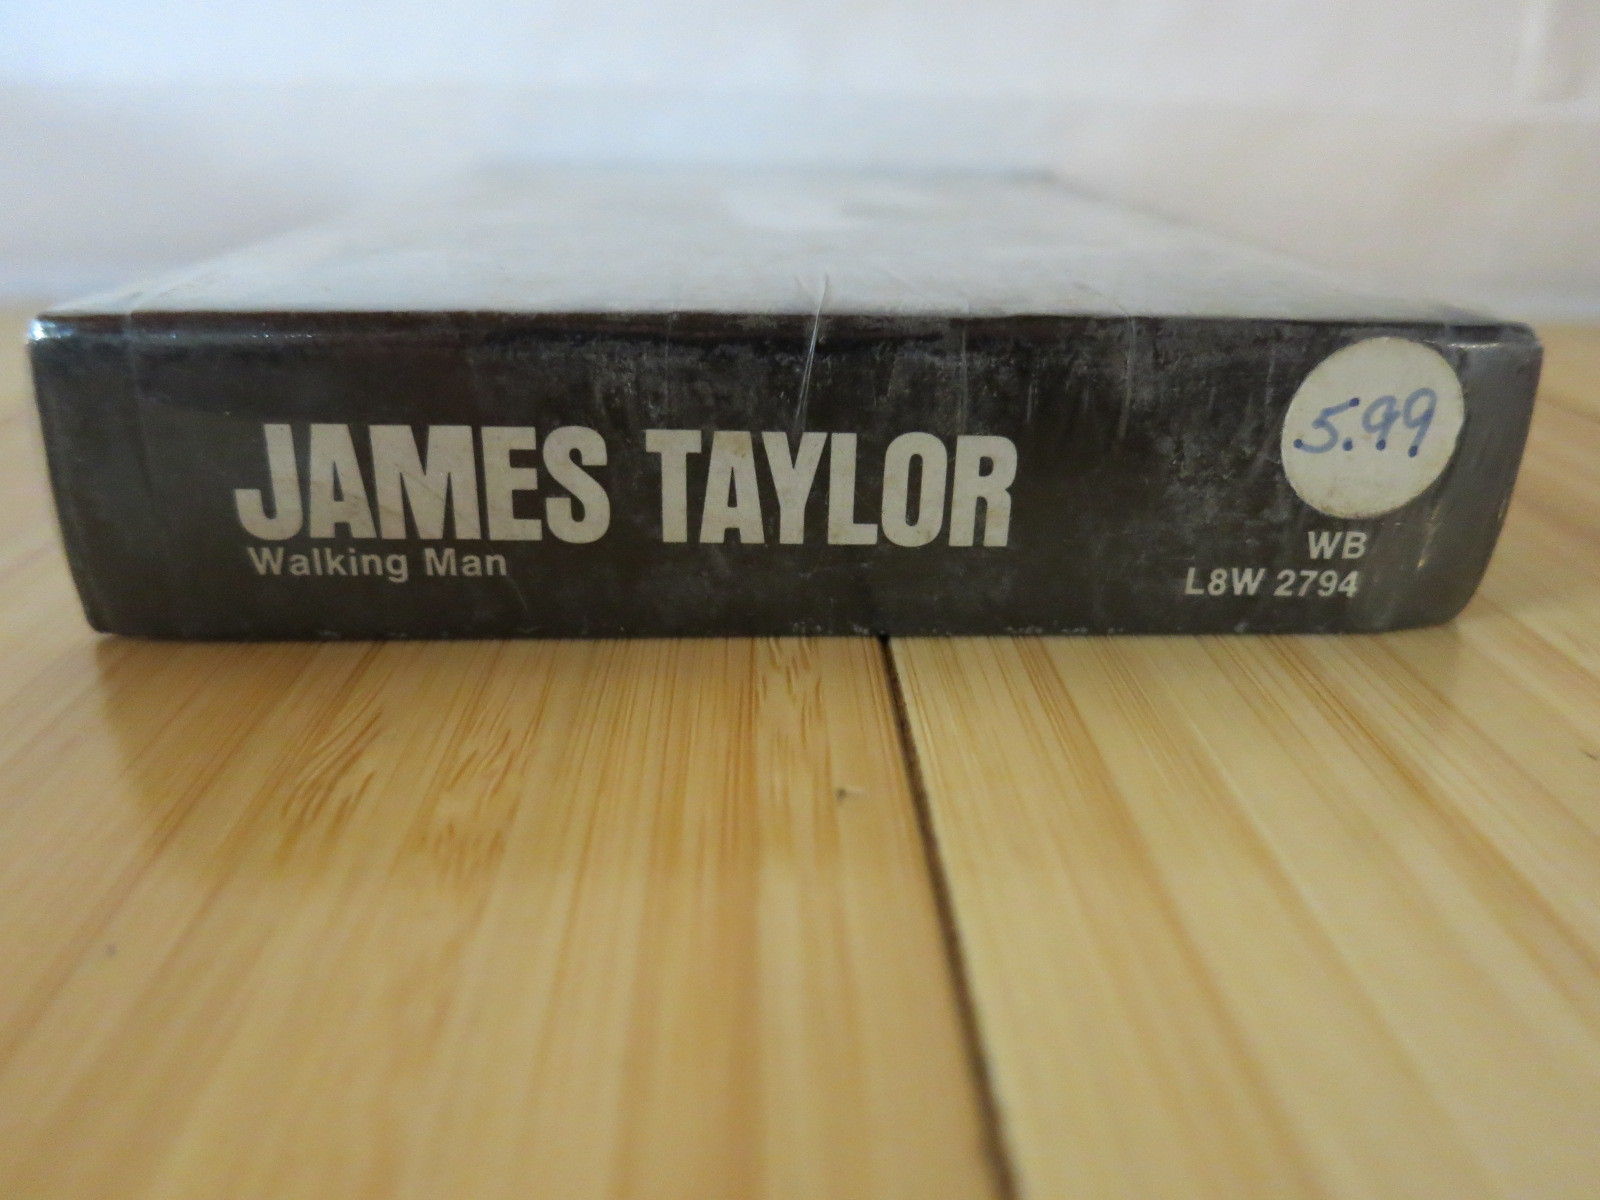 JAMES TAYLOR
Walking Man
5.99
WB
L8W 2794